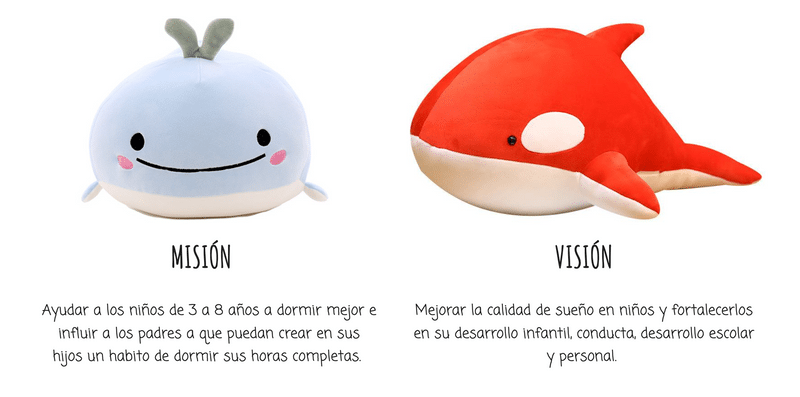 MISIÓN
Ayudar a los niños de 3 a 8 años a dormir mejor e
influir a los padres a que puedan crear en sus
hijos un habito de dormir sus horas completas.
VISIÓN
Mejorar la calidad de sueño en niños y fortalecerlos
en su desarrollo infantil, conducta, desarrollo escolar
y personal.